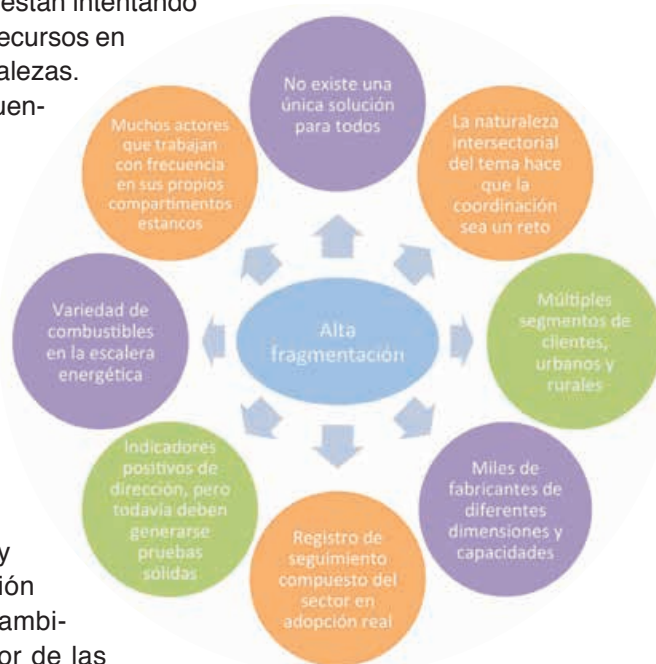 están intentando
ecursos en
alezas.
uen-
No existe una
única solución
para todos
Muchos actores
que trabajan
con frecuencia
en sus propios
compartimentos
estancos
La naturaleza
intersectorial
del tema hace
que la
coordinación
sea un reto
Variedad de
combustibles
en la escalera
energética
Alta
fragmentación
Múltiples
segmentos de
clientes,
urbanos y
rurales
Indicadores
positivos de
dirección, pero
todavía deben
generarse
pruebas
sólidas
Registro de
seguimiento
compuesto del
sector en
adopción real
Miles de
fabricantes de
diferentes
dimensiones y
capacidades
y
ión
ambi-
or de las